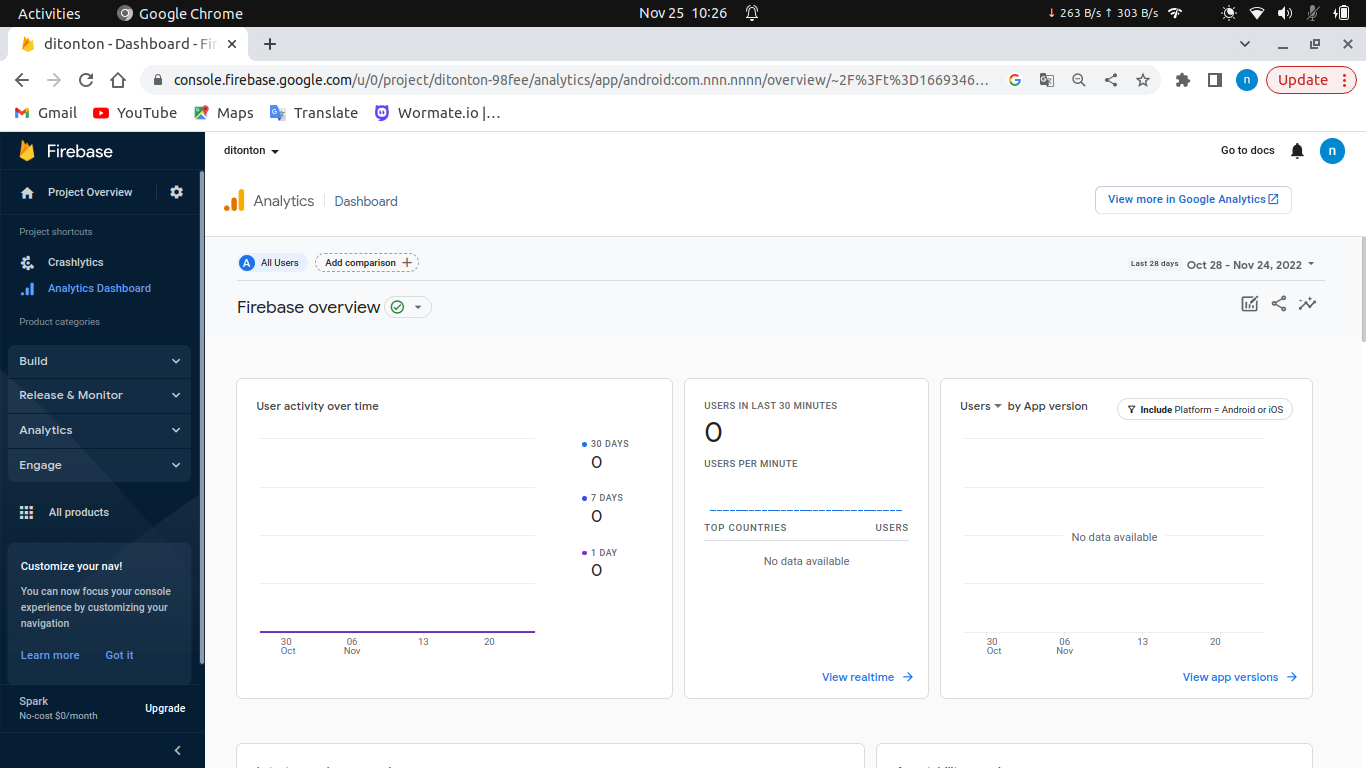 Activities
Google Chrome
Nov 25 10:26
↓ 263 B/s ↑ 303 B/s
ditonton - Dashboard - Fir
console.firebase.google.com/u/0/project/ditonton-98fee/analytics/app/android:com.nnn.nnnn/overview/~2F%3Ft%3D1669346...
n
Update
Gmail
YouTube
Maps
Translate
Wormate.io |...
Firebase
ditonton
Go to docs
n
Project Overview
Analytics
Dashboard
View more in Google Analytics
Project shortcuts
Crashlytics
Analytics Dashboard
Product categories
Build
Release & Monitor
Analytics
Engage
All products
Customize your nav!
You can now focus your console
experience by customizing your
navigation
Learn more
Got it
Spark
No-cost $0/month
Upgrade
A
All Users
Add comparison
Last 28 days
Oct 28 - Nov 24, 2022
Firebase overview
User activity over time
30 DAYS
0
7 DAYS
0
1 DAY
0
30 06 13 20
Oct Nov
USERS IN LAST 30 MINUTES
0
USERS PER MINUTE
TOP COUNTRIES USERS
No data available
View realtime
Users by App version
Include Platform = Android or iOS
No data available
30 06 13 20
Oct Nov
View app versions